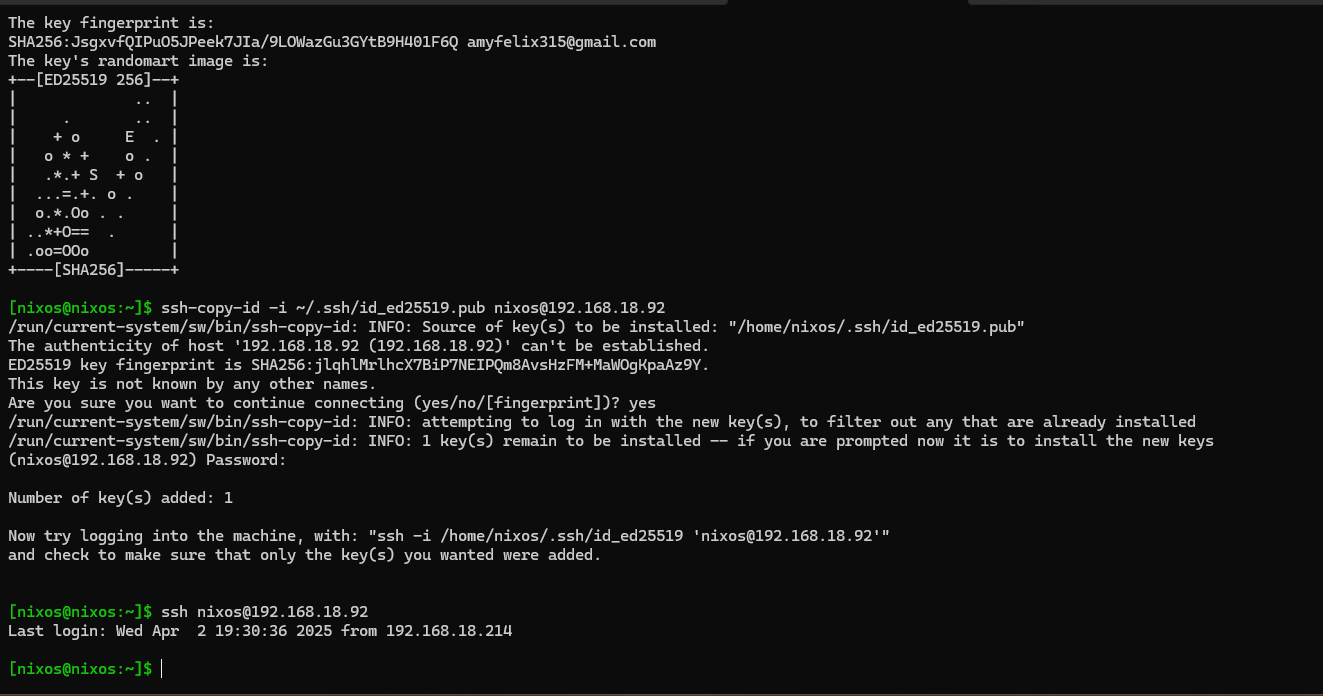 The key fingerprint is:
SHA256:JsgxvfQIPuO5JPeek7JIa/9LOWazGu3GYtB9H401F6Q amyfelix315@gmail.com
The key's randomart image is:
+--[ED25519 256]--+
|             ..  |
|     .       ..  |
|    + o     E  . |
|   o * +    o .  |
|   .*.+ S  + o   |
|  ...=.+. o .    |
|  o.*.Oo . .     |
| ..*+O==  .      |
| .oo=OOo         |
+----[SHA256]-----+
[nixos@nixos:~]$ ssh-copy-id -i ~/.ssh/id_ed25519.pub nixos@192.168.18.92
/run/current-system/sw/bin/ssh-copy-id: INFO: Source of key(s) to be installed: "/home/nixos/.ssh/id_ed25519.pub"
The authenticity of host '192.168.18.92 (192.168.18.92)' can't be established.
ED25519 key fingerprint is SHA256:jlqhlMrlhcX7BiP7NEIPQm8AvsHzFM+MaWOgKpaAz9Y.
This key is not known by any other names.
Are you sure you want to continue connecting (yes/no/[fingerprint])? yes
/run/current-system/sw/bin/ssh-copy-id: INFO: attempting to log in with the new key(s), to filter out any that are already installed
/run/current-system/sw/bin/ssh-copy-id: INFO: 1 key(s) remain to be installed -- if you are prompted now it is to install the new keys
(nixos@192.168.18.92) Password:
Number of key(s) added: 1
Now try logging into the machine, with: "ssh -i /home/nixos/.ssh/id_ed25519 'nixos@192.168.18.92'"
and check to make sure that only the key(s) you wanted were added.
[nixos@nixos:~]$ ssh nixos@192.168.18.92
Last login: Wed Apr  2 19:30:36 2025 from 192.168.18.214
[nixos@nixos:~]$